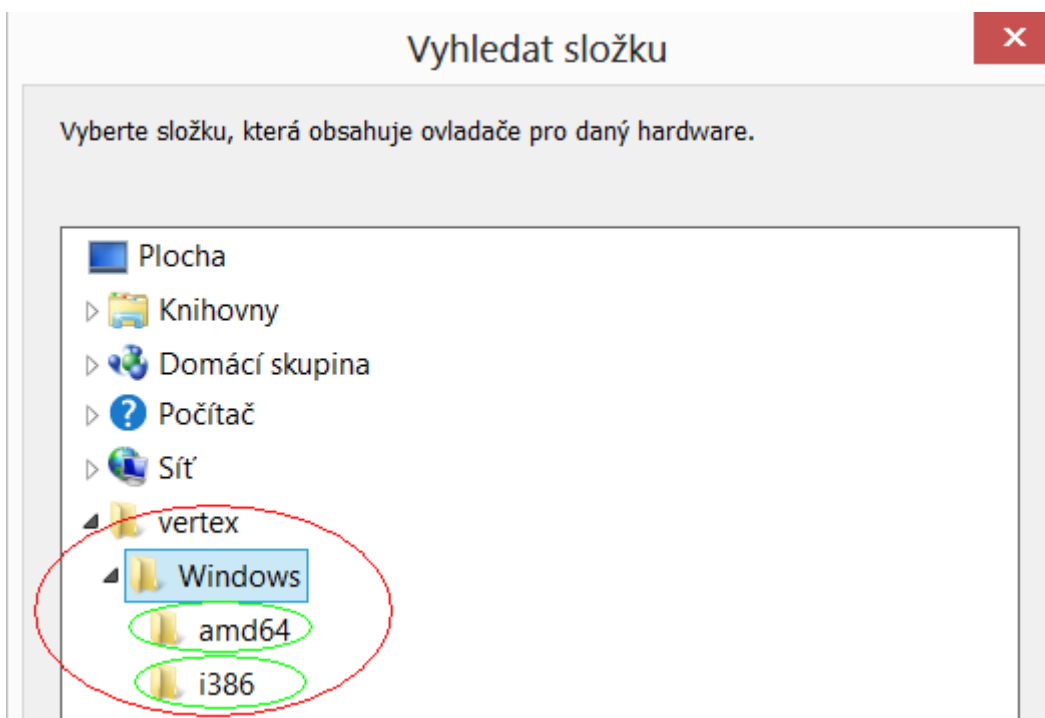 Vyhledat složku
Vyberte složku, která obsahuje ovladače pro daný hardware.
Plocha
Knihovny
Domácí skupina
Počítač
Síť
vertex
Windows
amd64
i386